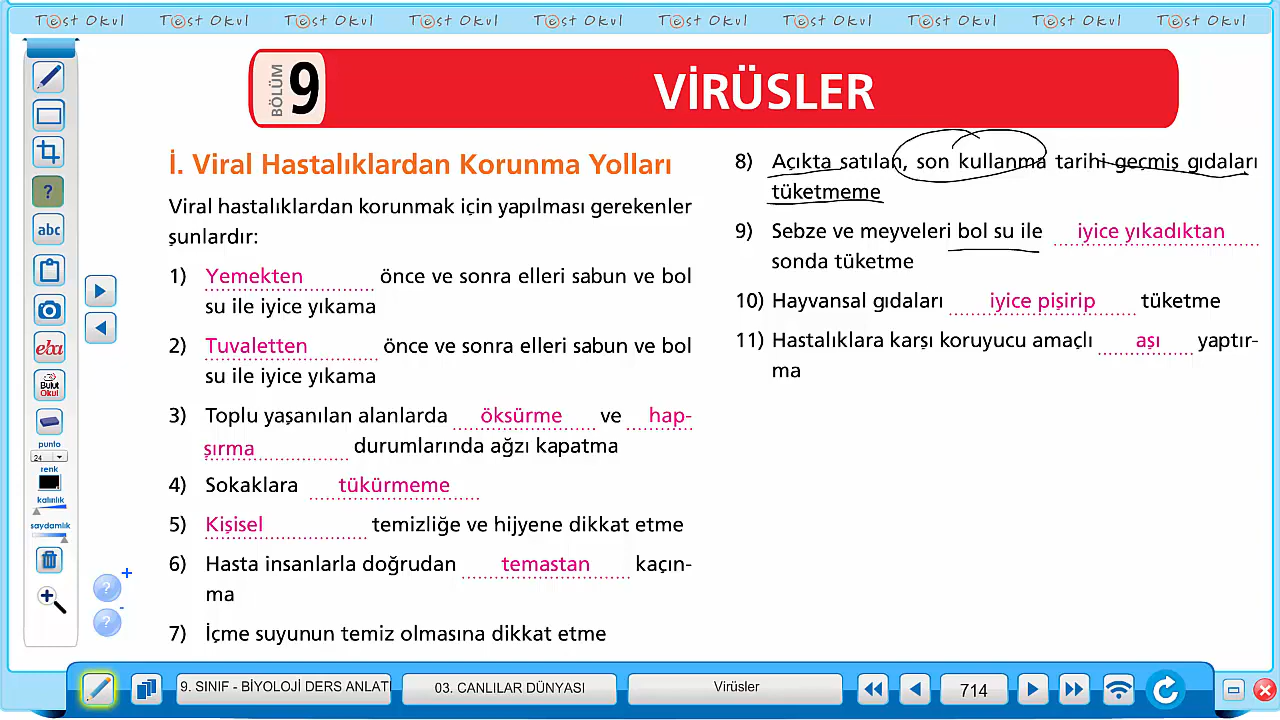 Test Okul Test Okul Test Okul Test Okul Test Okul Test Okul Test Okul Test Okul Test Okul Test Okul
BÖLÜM 9
VİRÜSLER
İ. Viral Hastalıklardan Korunma Yolları
Viral hastalıklardan korunmak için yapılması gerekenler
şunlardır:
1) Yemekten önce ve sonra elleri sabun ve bol
su ile iyice yıkama
2) Tuvaletten önce ve sonra elleri sabun ve bol
su ile iyice yıkama
3) Toplu yaşanılan alanlarda öksürme ve hap-
şırma durumlarında ağzı kapatma
4) Sokaklara tükürmeme
5) Kişisel temizliğe ve hijyene dikkat etme
6) Hasta insanlarla doğrudan temastan kaçın-
ma
7) İçme suyunun temiz olmasına dikkat etme
8) Açıkta satılan, son kullanma tarihi geçmiş gıdaları
tüketmeme
9) Sebze ve meyveleri bol su ile iyice yıkadıktan
sonda tüketme
10) Hayvansal gıdaları iyice pişirip tüketme
11) Hastalıklara karşı koruyucu amaçlı aşı yaptır-
ma
?
abc
eba
Bulut
Okul
punto
24
renk
kalınlık
saydamlık
? +
? -
9. SINIF - BİYOLOJİ DERS ANLATI
03. CANLILAR DÜNYASI
Virüsler
714